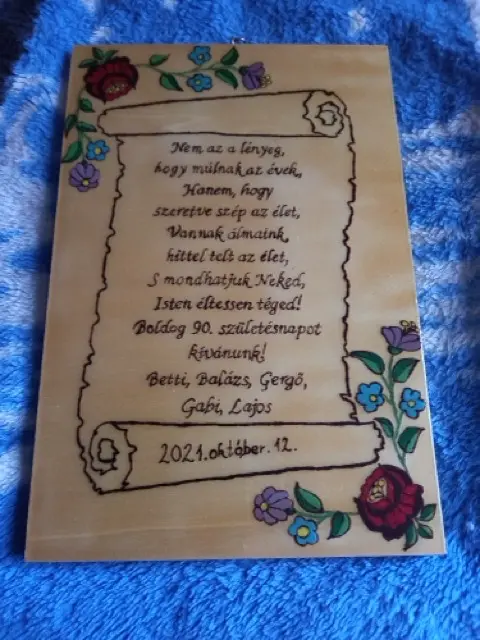 Nem az a lényeg,
hogy múlnak az évek,
Hanem, hogy
szeretve szép az élet,
Vannak álmaink,
hittel telt az élet,
S mondhatjuk Neked,
Isten éltessen téged!
Boldog 90. születésnapot
kívánunk!
Betti, Balázs, Gergő,
Gabi, Lajos
2021.október.12.